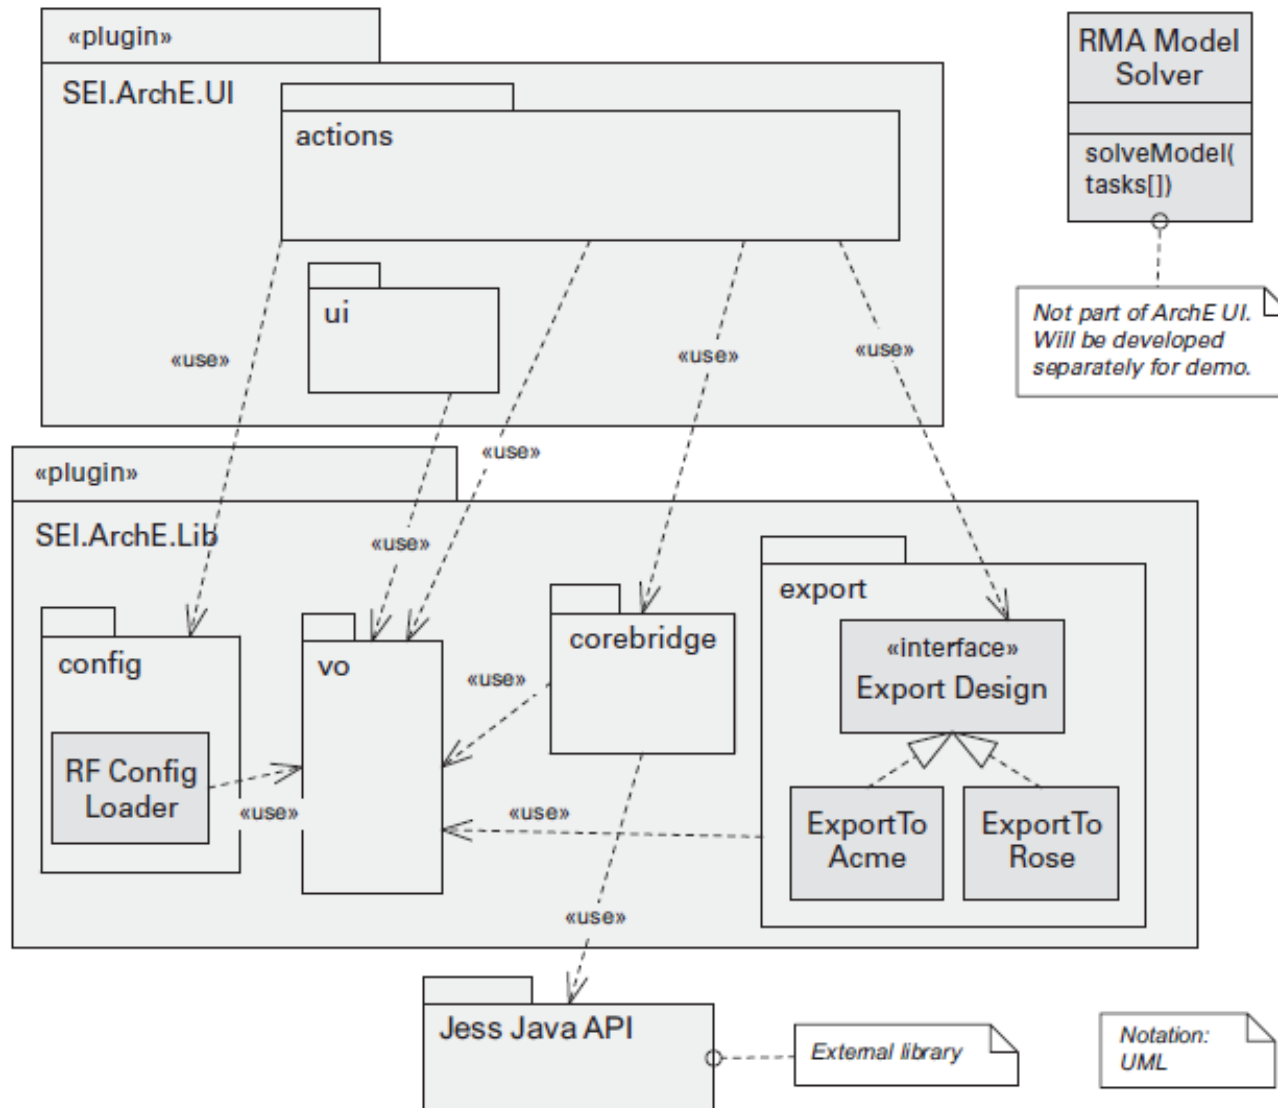 «plugin»
SEI.ArchE.UI
actions
ui
«use»
«use»
«use»
«use»
«use»
RMA Model
Solver
solveModel(
tasks[])
Not part of ArchE UI.
Will be developed
separately for demo.
«plugin»
SEI.ArchE.Lib
config
RF Config
Loader
«use»
vo
«use»
corebridge
«use»
«use»
export
«interface»
Export Design
ExportTo
Acme
ExportTo
Rose
Jess Java API
External library
Notation:
UML